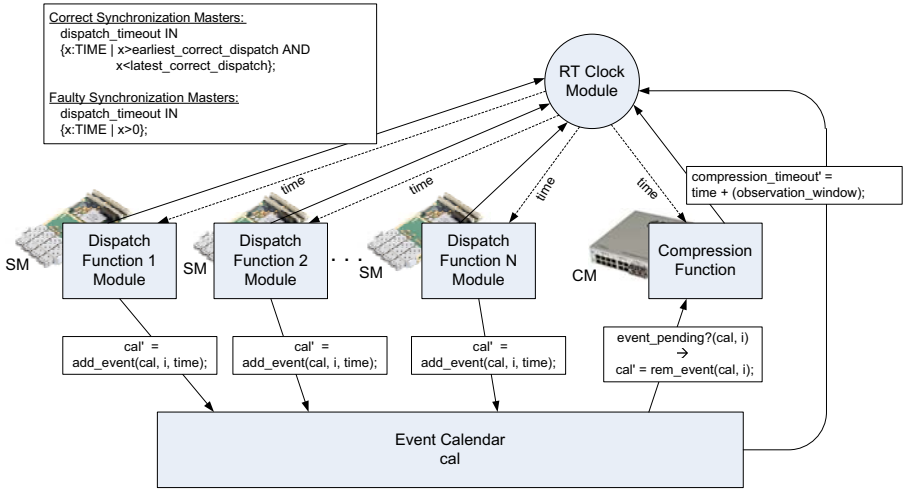 Correct Synchronization Masters:
dispatch_timeout IN
{x:TIME | x>earliest_correct_dispatch AND
x<latest_correct_dispatch};
Faulty Synchronization Masters:
dispatch_timeout IN
{x:TIME | x>0};
RT Clock
Module
time
time
time
time
compression_timeout' =
time + (observation_window);
SM
Dispatch
Function 1
Module
SM
Dispatch
Function 2
Module
. . .
SM
Dispatch
Function N
Module
CM
Compression
Function
cal' =
add_event(cal, i, time);
cal' =
add_event(cal, i, time);
cal' =
add_event(cal, i, time);
event_pending?(cal, i)
→
cal' = rem_event(cal, i);
Event Calendar
cal